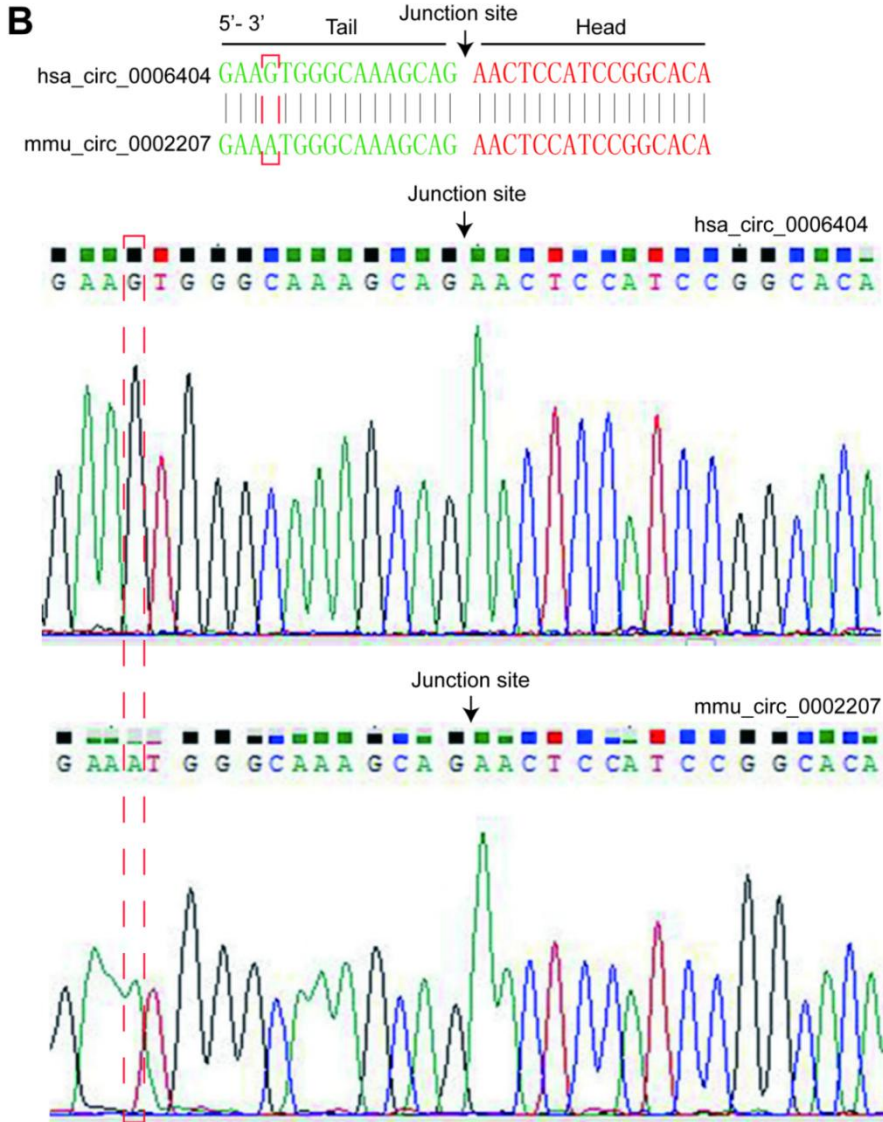 B
5'- 3' Tail Junction site Head
hsa_circ_0006404 GAAGTGGGCAAAGCAG AACTCCATCCGGCACA
mmu_circ_0002207 GAAATGGGCAAAGCAG AACTCCATCCGGCACA
Junction site
hsa_circ_0006404
G A A G T G G G C A A A G C A G A A C T C C A T C C G G C A C A
Junction site
mmu_circ_0002207
G A A A T G G G C A A A G C A G A A C T C C A T C C G G C A C A